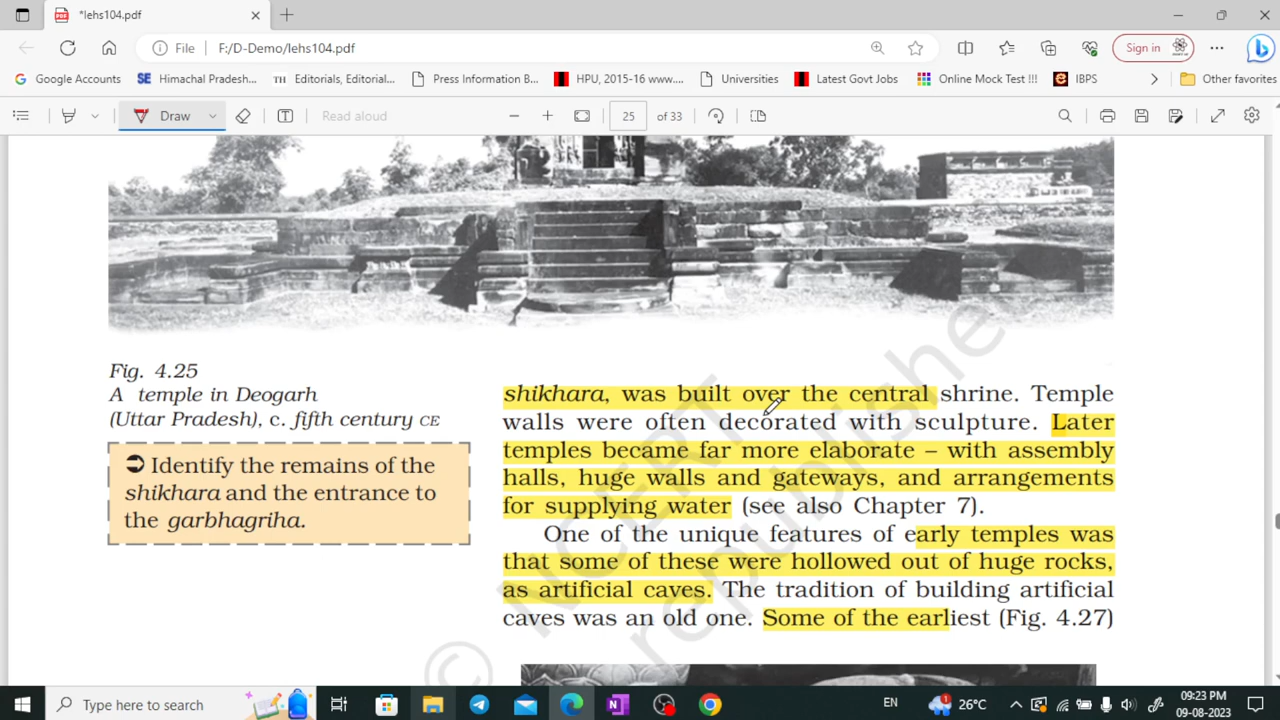 *lehs104.pdf
File F:/D-Demo/lehs104.pdf
Sign in
Google Accounts SE Himachal Pradesh... TH Editorials, Editorial... Press Information B... HPU, 2015-16 www.... Universities Latest Govt Jobs Online Mock Test !!! e IBPS Other favorites
Draw Read aloud 25 of 33
Fig. 4.25
A temple in Deogarh
(Uttar Pradesh), c. fifth century CE
Identify the remains of the
shikhara and the entrance to
the garbhagriha.
shikhara, was built over the central shrine. Temple
walls were often decorated with sculpture. Later
temples became far more elaborate – with assembly
halls, huge walls and gateways, and arrangements
for supplying water (see also Chapter 7).
One of the unique features of early temples was
that some of these were hollowed out of huge rocks,
as artificial caves. The tradition of building artificial
caves was an old one. Some of the earliest (Fig. 4.27)
© NCERT
republishe
Type here to search
EN 1 26°C 09:23 PM
09-08-2023